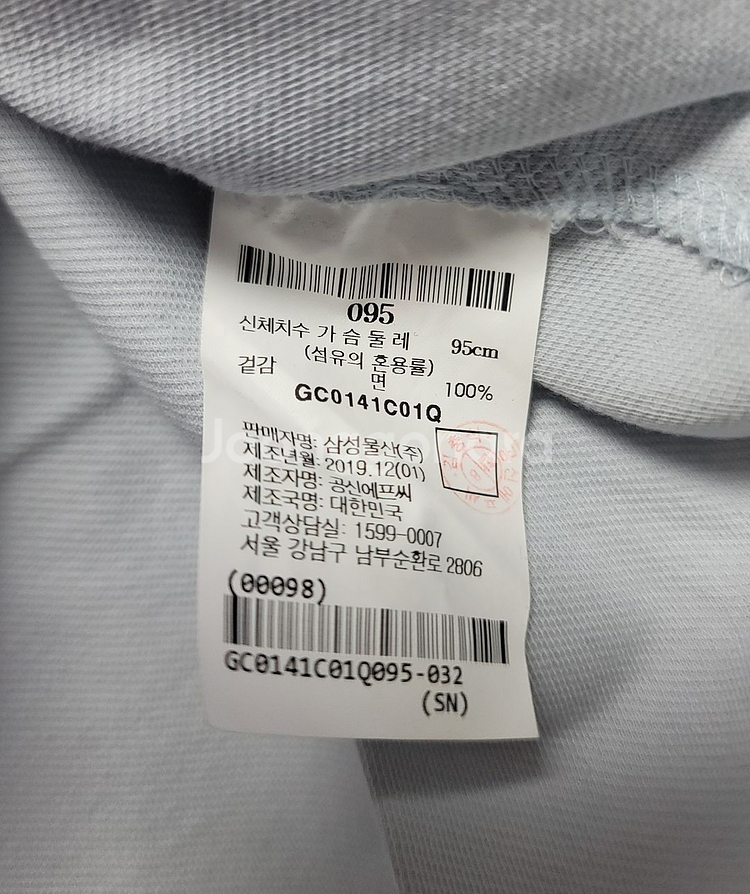 095
신체치수 가 슴 둘 레 95cm
(섬유의 혼용률)
겉감 면 100%
GC0141C01Q
판매자명: 삼성물산(주)
제조년월: 2019.12(01)
제조자명: 공신에프씨
제조국명: 대한민국
고객상담실: 1599-0007
서울 강남구 남부순환로 2806
(00098)
GC0141C01Q095-032
(SN)